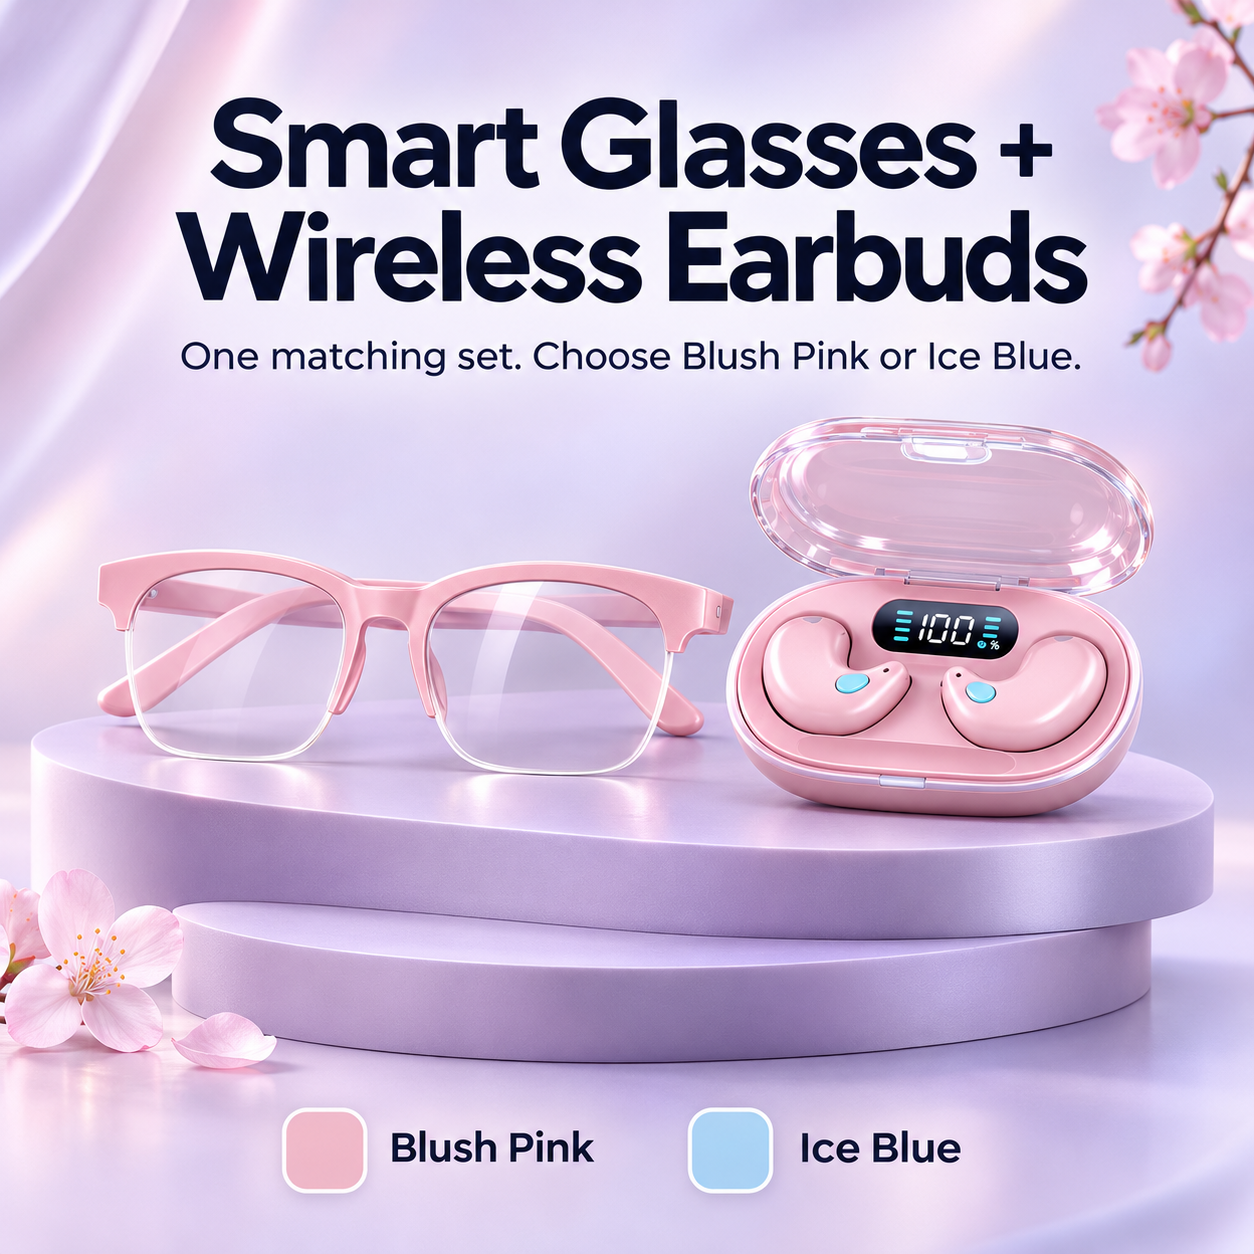 Smart Glasses +
Wireless Earbuds
One matching set. Choose Blush Pink or Ice Blue.
100
%
Blush Pink
Ice Blue